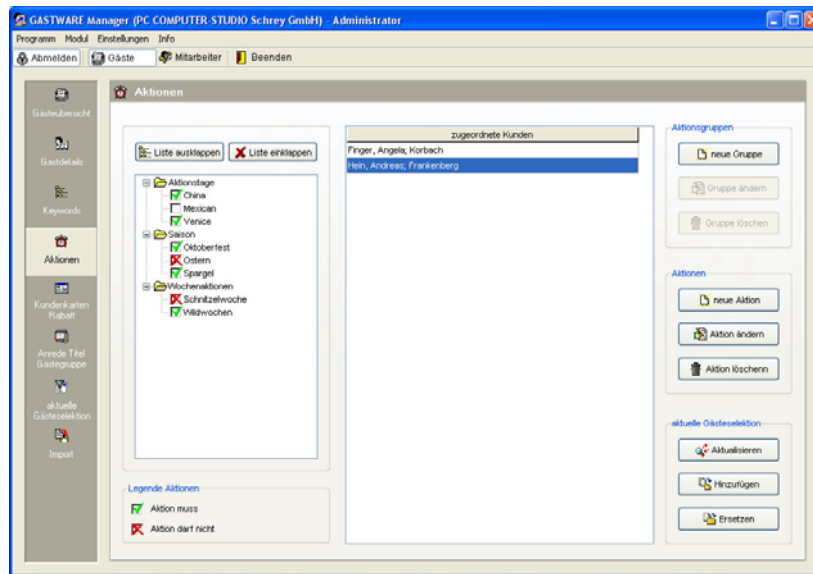 GASTWARE Manager (PC COMPUTER-STUDIO Schrey GmbH) - Administrator
Programm Modul Einstellungen Info
Abmelden Gäste Mitarbeiter Beenden
Aktionen
Gästeübersicht
Gastdetails
Keywords
Aktionen
Kundenkarten
Rabatt
Anrede Titel
Gästegruppe
aktuelle
Gästeselektion
Import
Liste ausklappen Liste einklappen
Aktionstage
China
Mexican
Venice
Saison
Oktoberfest
Ostern
Spargel
Wochenaktionen
Schnitzelwoche
Wildwochen
Legende Aktionen
Aktion muss
Aktion darf nicht
zugeordnete Kunden
Finger, Angela; Korbach
Hein, Andreas; Frankenberg
Aktionsgruppen
neue Gruppe
Gruppe ändern
Gruppe löschen
Aktionen
neue Aktion
Aktion ändern
Aktion löschenn
aktuelle Gästeselektion
Aktualisieren
Hinzufügen
Ersetzen